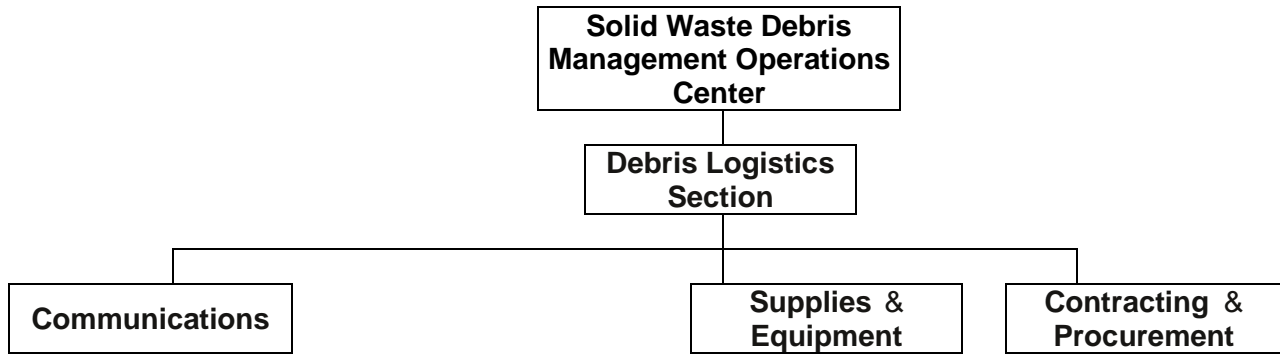 Solid Waste Debris
Management Operations
Center
Debris Logistics
Section
Communications
Supplies &
Equipment
Contracting &
Procurement